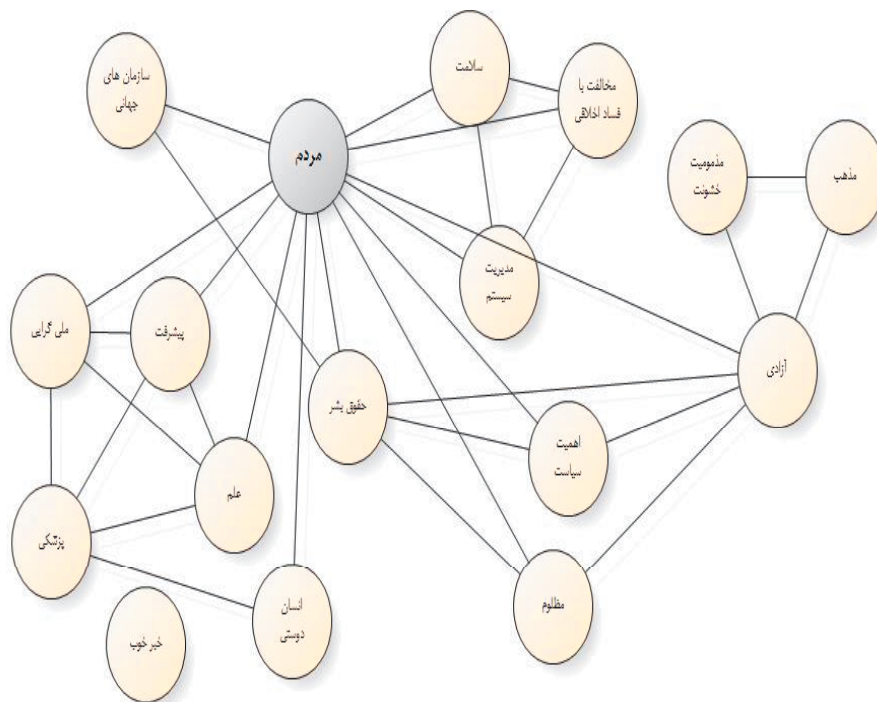 سازمان های
جهانی
مردم
سلامت
مخالفت با
فساد اخلاقی
مذمومیت
خشونت
مذهب
مدیریت
سیستم
ملی گرایی
پیشرفت
حقوق بشر
آزادی
اهمیت
سیاست
علم
پزشکی
انسان
دوستی
مظلوم
خبر خوب